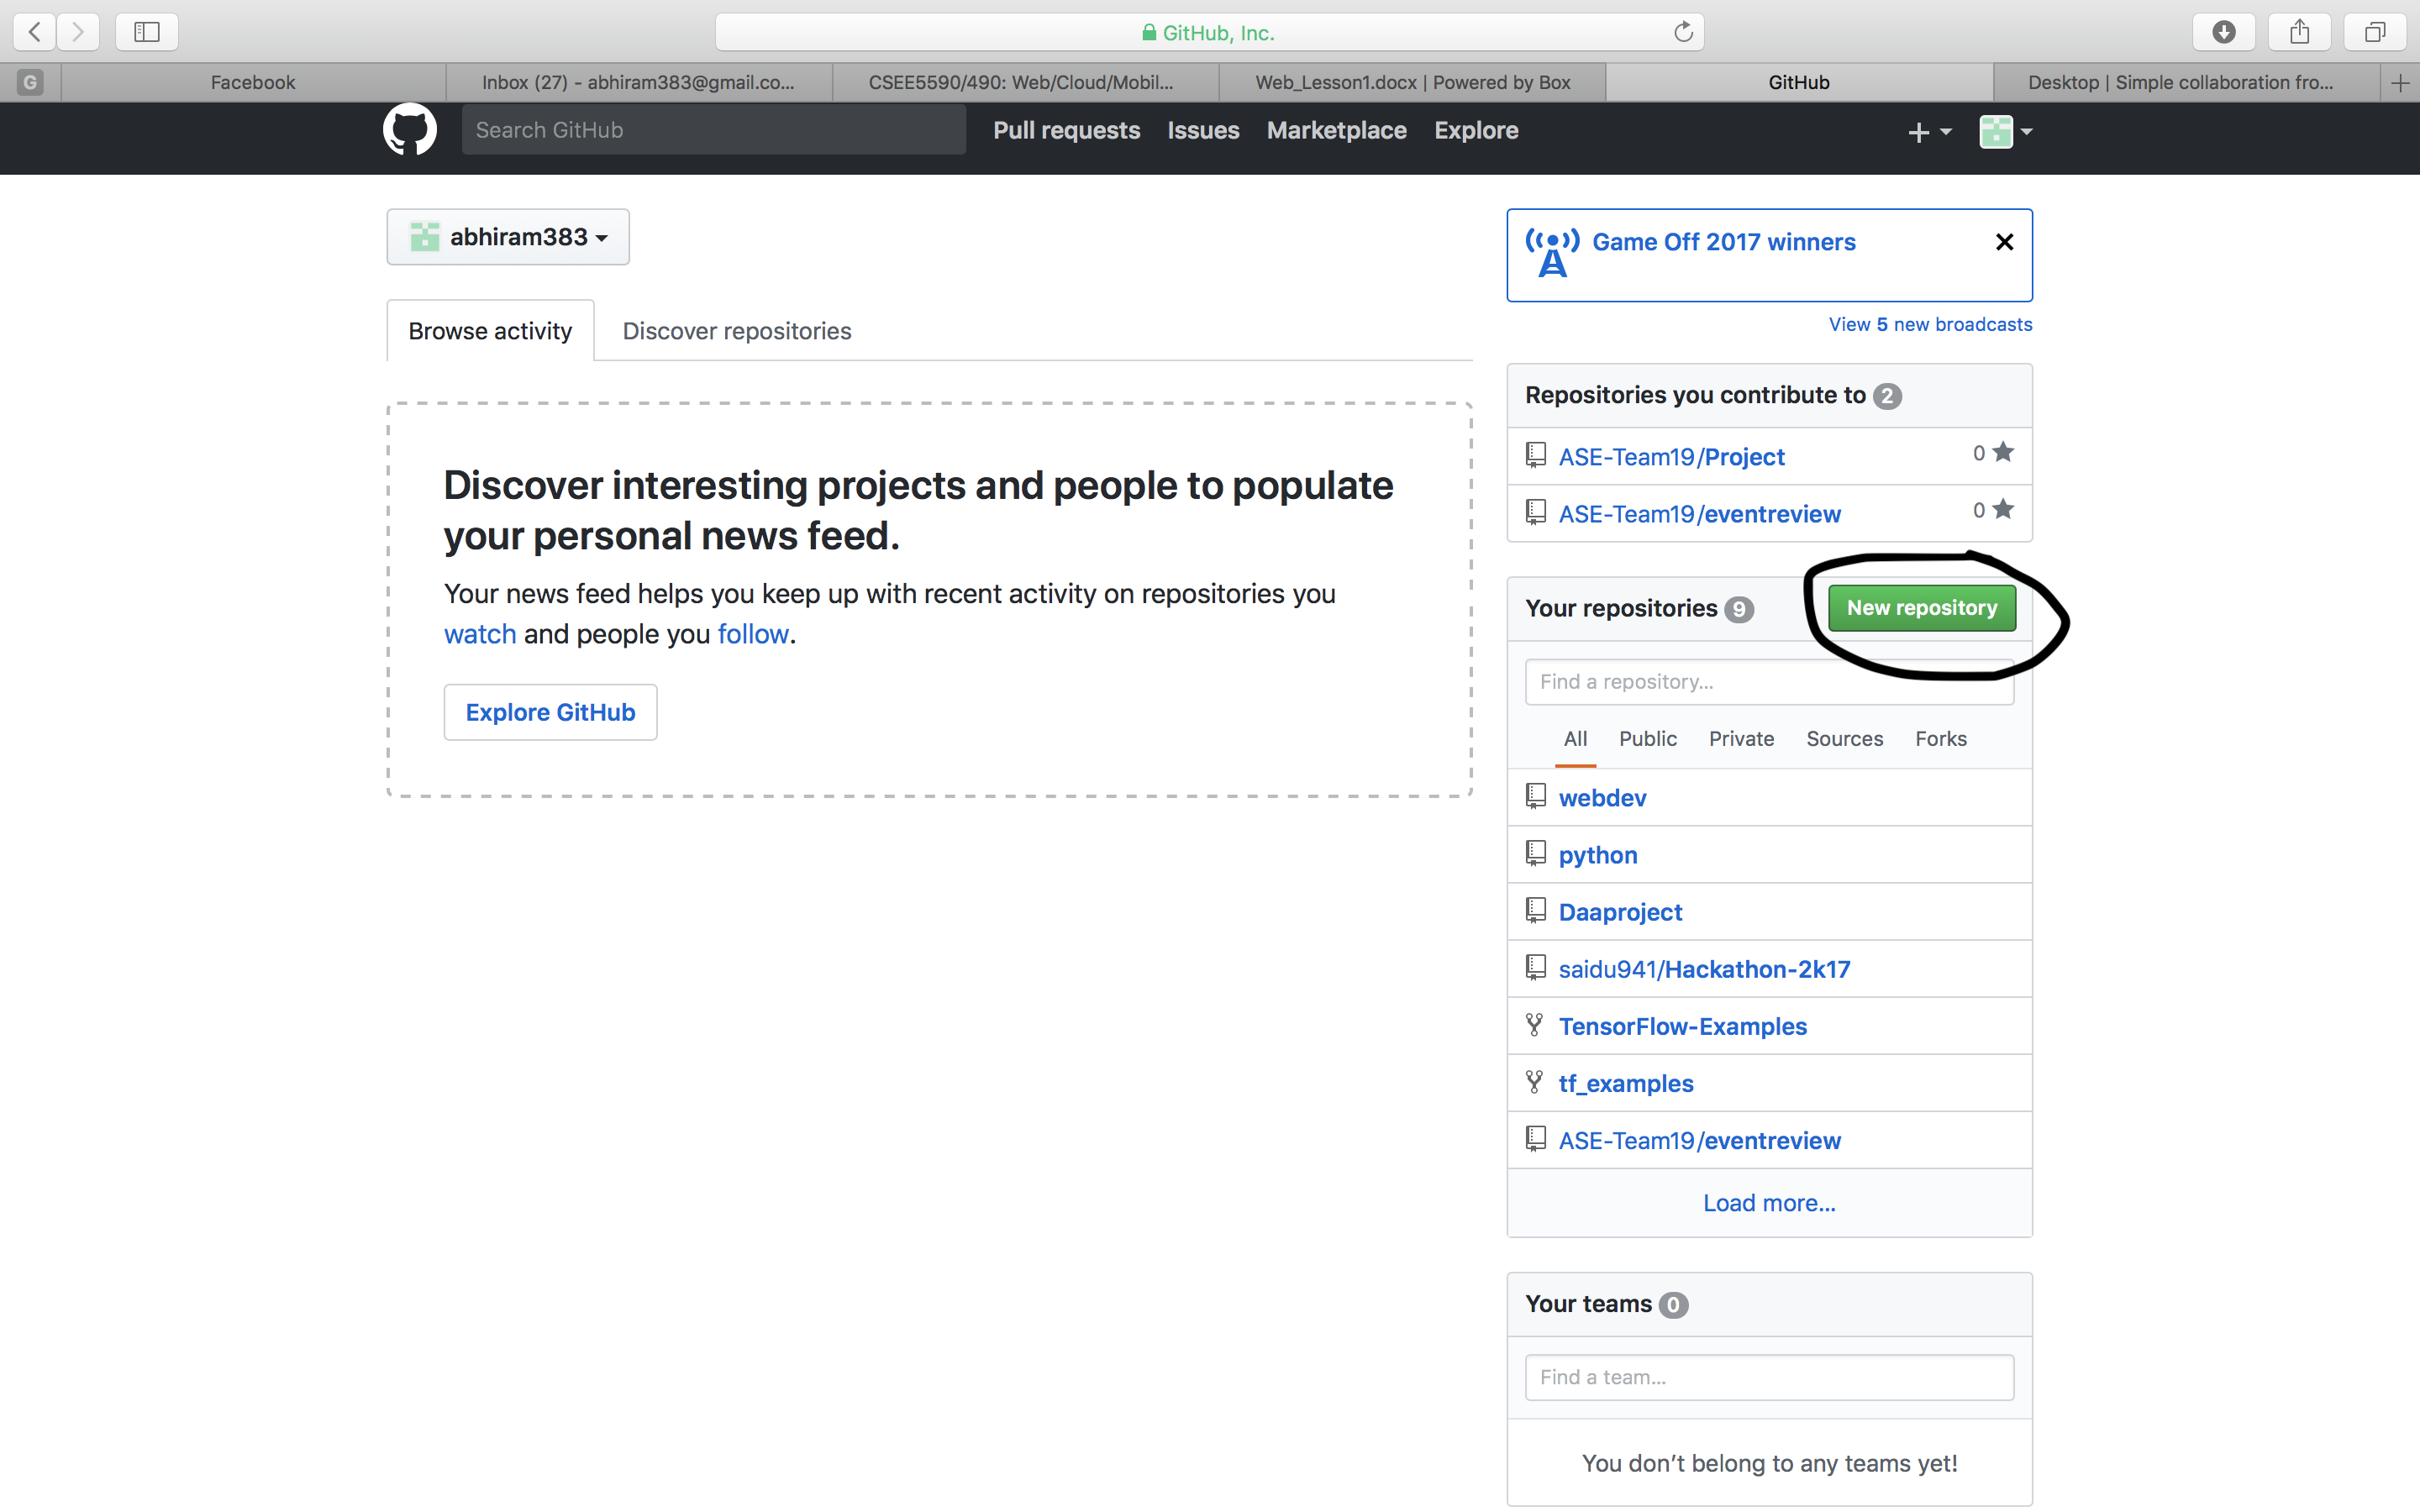 GitHub, Inc.
G
Facebook
Inbox (27) - abhiram383@gmail.co...
CSEE5590/490: Web/Cloud/Mobil...
Web_Lesson1.docx | Powered by Box
GitHub
Desktop | Simple collaboration fro...
Search GitHub
Pull requests
Issues
Marketplace
Explore
abhiram383
Browse activity
Discover repositories
Discover interesting projects and people to populate
your personal news feed.
Your news feed helps you keep up with recent activity on repositories you
watch and people you follow.
Explore GitHub
Game Off 2017 winners
View 5 new broadcasts
Repositories you contribute to 2
ASE-Team19/Project 0
ASE-Team19/eventreview 0
Your repositories 9
New repository
Find a repository...
All Public Private Sources Forks
webdev
python
Daaproject
saidu941/Hackathon-2k17
TensorFlow-Examples
tf_examples
ASE-Team19/eventreview
Load more...
Your teams 0
Find a team...
You don’t belong to any teams yet!